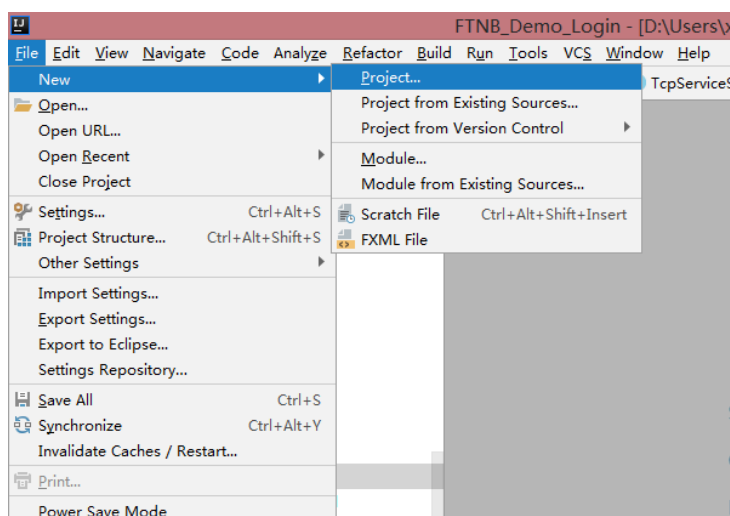 IJ
FTNB_Demo_Login - [D:\Users\
File Edit View Navigate Code Analyze Refactor Build Run Tools VCS Window Help
New
Project...
TcpServiceS
Open...
Project from Existing Sources...
Open URL...
Project from Version Control
Open Recent
Module...
Close Project
Module from Existing Sources...
Settings... Ctrl+Alt+S
Scratch File Ctrl+Alt+Shift+Insert
Project Structure... Ctrl+Alt+Shift+S
FXML File
Other Settings
Import Settings...
Export Settings...
Export to Eclipse...
Settings Repository...
Save All Ctrl+S
Synchronize Ctrl+Alt+Y
Invalidate Caches / Restart...
Print...
Power Save Mode